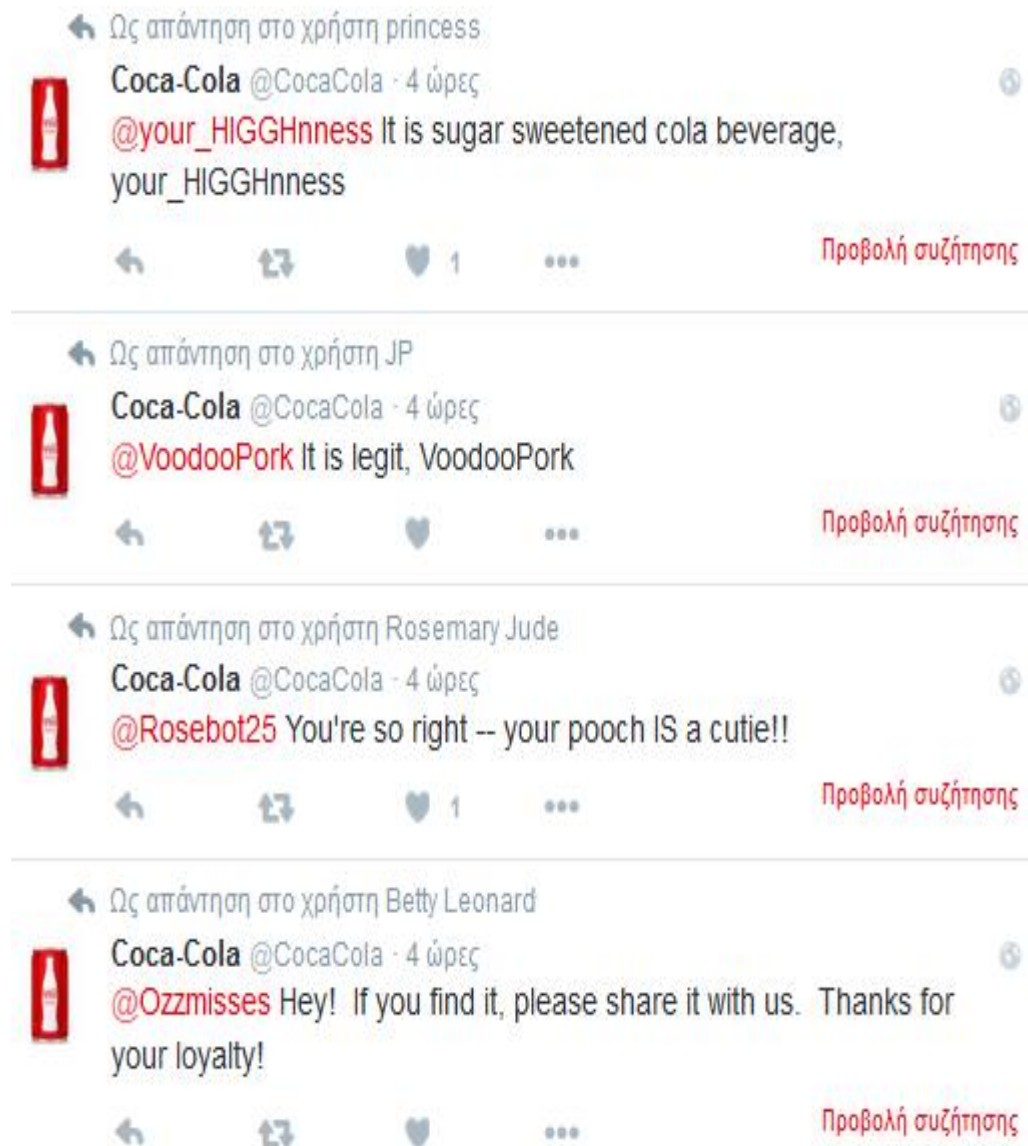 Ως απάντηση στο χρήστη princess
Coca-Cola @CocaCola · 4 ώρες
@your_HIGGHnness It is sugar sweetened cola beverage,
your_HIGGHnness
1
Προβολή συζήτησης
Ως απάντηση στο χρήστη JP
Coca-Cola @CocaCola · 4 ώρες
@VoodooPork It is legit, VoodooPork
Προβολή συζήτησης
Ως απάντηση στο χρήστη Rosemary Jude
Coca-Cola @CocaCola · 4 ώρες
@Rosebot25 You're so right -- your pooch IS a cutie!!
1
Προβολή συζήτησης
Ως απάντηση στο χρήστη Betty Leonard
Coca-Cola @CocaCola · 4 ώρες
@Ozzmisses Hey!  If you find it, please share it with us.  Thanks for
your loyalty!
Προβολή συζήτησης